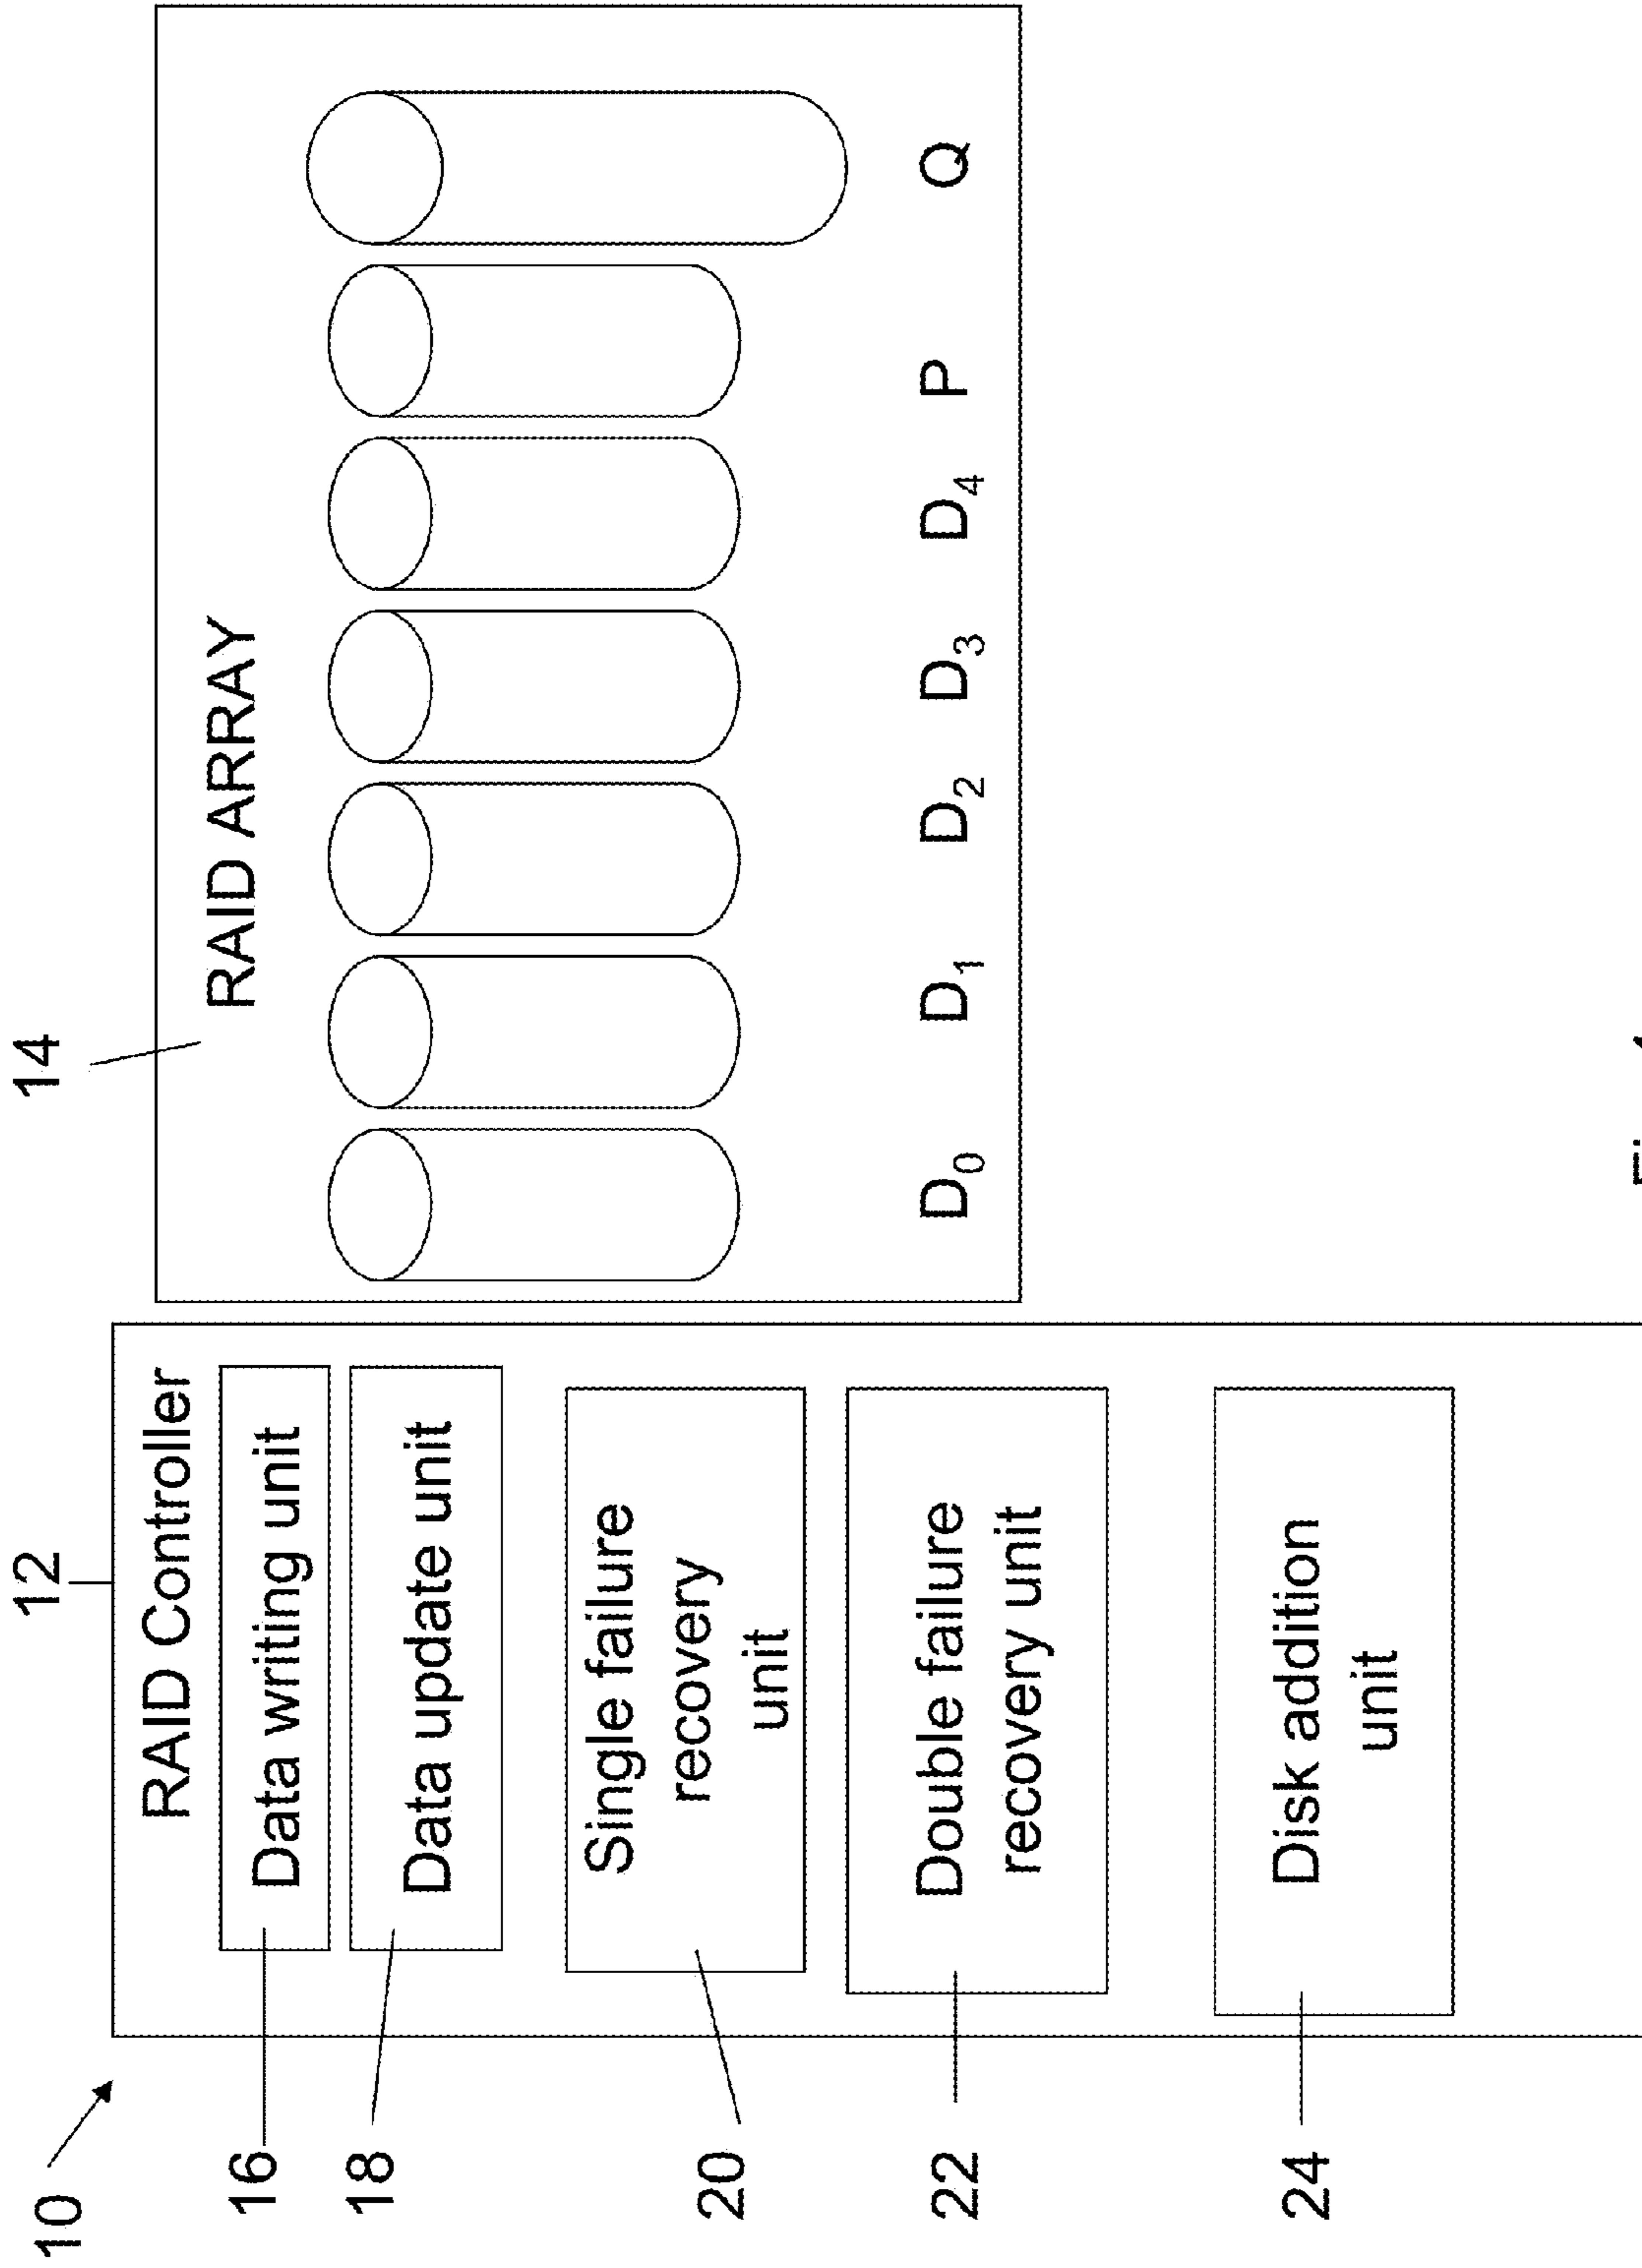 10
12
14
RAID Controller
RAID ARRAY
16
Data writing unit
18
Data update unit
20
Single failure
recovery
unit
22
Double failure
recovery unit
24
Disk addition
unit
D0 D1 D2 D3 D4 P Q